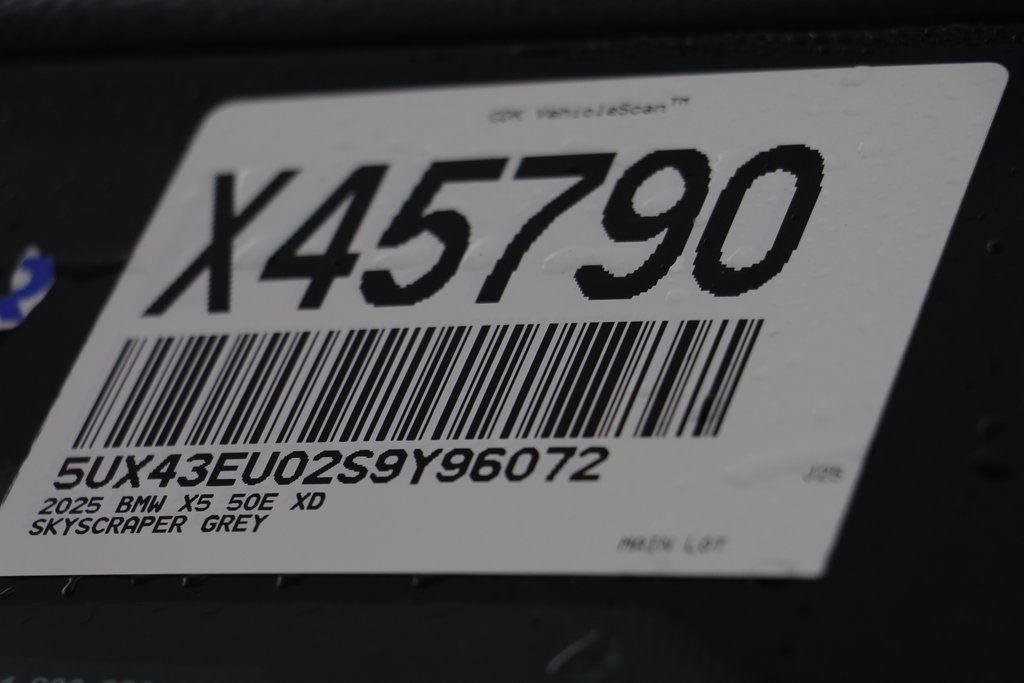 CDK VehicleScan™
X45790
5UX43EU02S9Y96072
2025 BMW X5 50E XD
SKYSCRAPER GREY
MAIN LOT